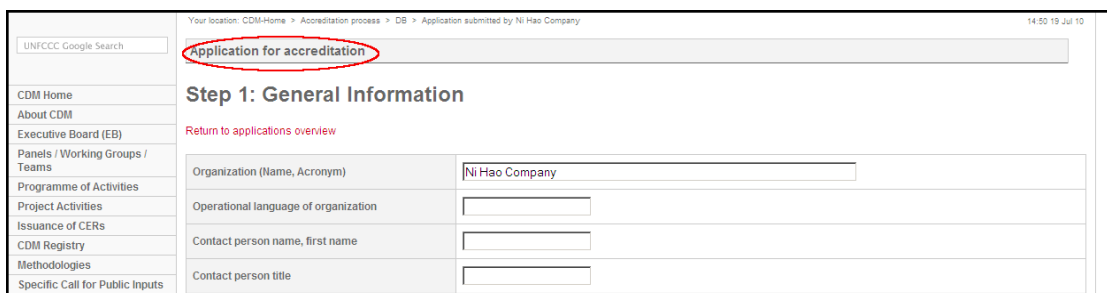 Your location: CDM-Home > Accreditation process > DB > Application submitted by Ni Hao Company
14:50 19 Jul 10
UNFCCC Google Search
Application for accreditation
CDM Home
About CDM
Executive Board (EB)
Panels / Working Groups /
Teams
Programme of Activities
Project Activities
Issuance of CERs
CDM Registry
Methodologies
Specific Call for Public Inputs
Step 1: General Information
Return to applications overview
Organization (Name, Acronym)
Ni Hao Company
Operational language of organization
Contact person name, first name
Contact person title